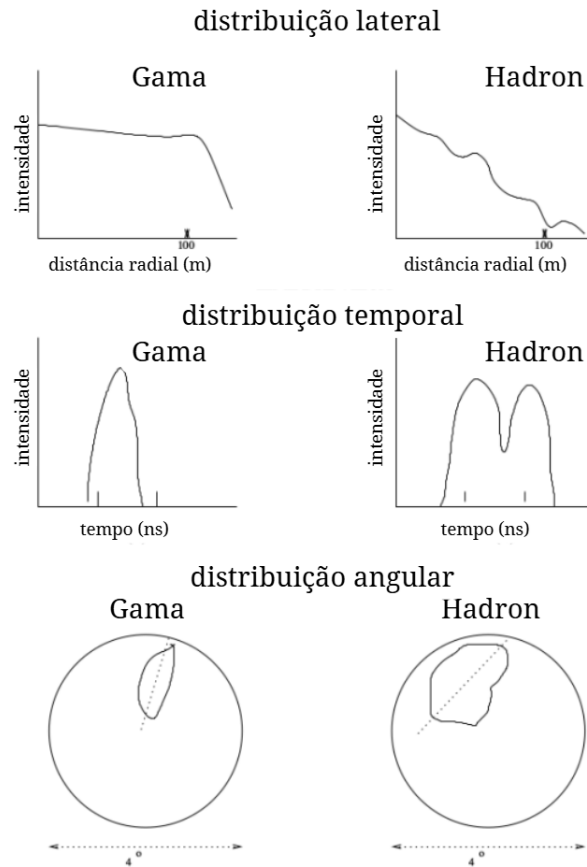 distribuição lateral
Gama
Hadron
intensidade
intensidade
100
100
distância radial (m)
distância radial (m)
distribuição temporal
Gama
Hadron
intensidade
intensidade
tempo (ns)
tempo (ns)
distribuição angular
Gama
Hadron
4 °
4 °